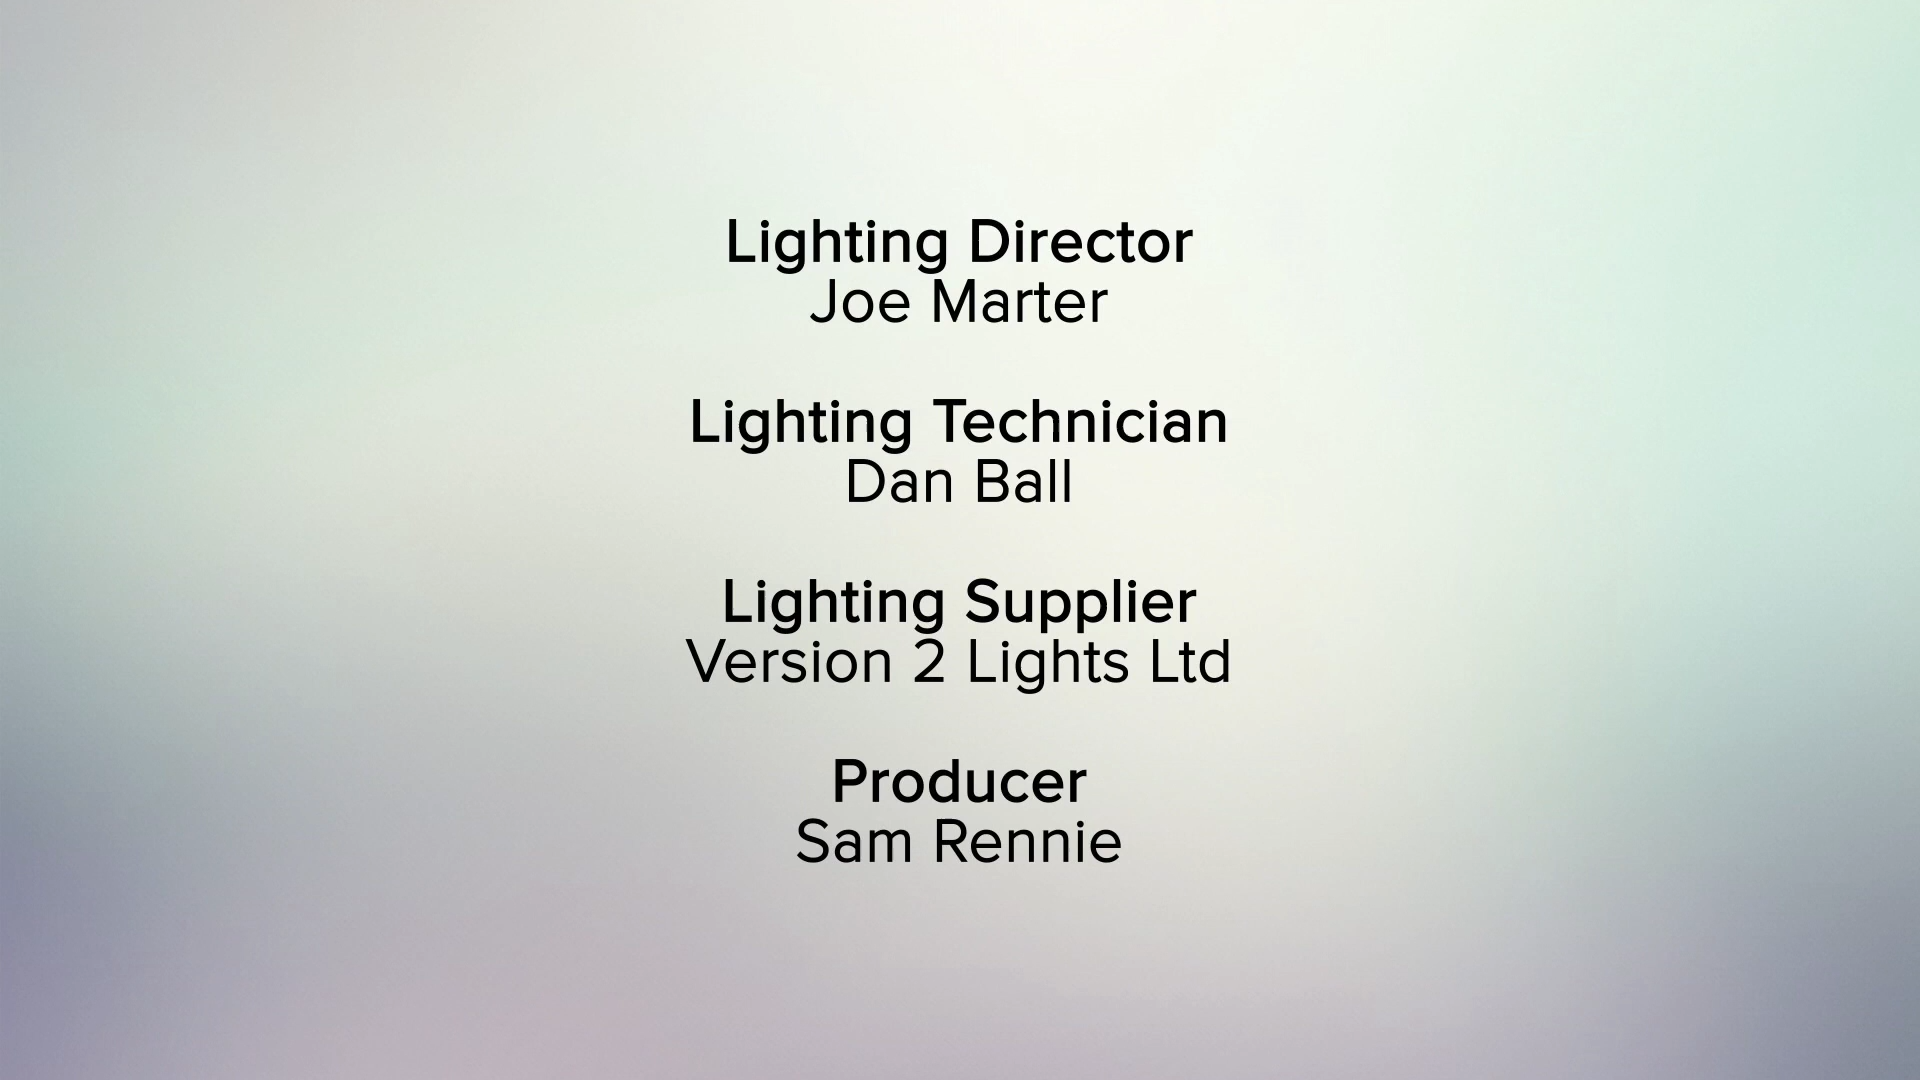 Lighting Director
Joe Marter
Lighting Technician
Dan Ball
Lighting Supplier
Version 2 Lights Ltd
Producer
Sam Rennie